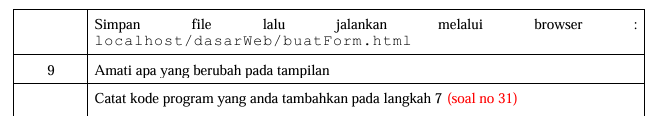 Simpan file lalu jalankan melalui browser :
localhost/dasarWeb/buatForm.html
9 Amati apa yang berubah pada tampilan
Catat kode program yang anda tambahkan pada langkah 7 (soal no 31)